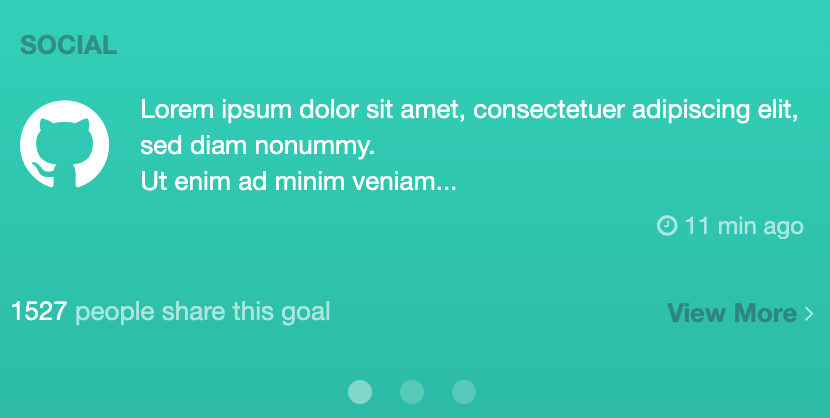 SOCIAL
Lorem ipsum dolor sit amet, consectetuer adipiscing elit,
sed diam nonummy.
Ut enim ad minim veniam...
11 min ago
1527 people share this goal
View More